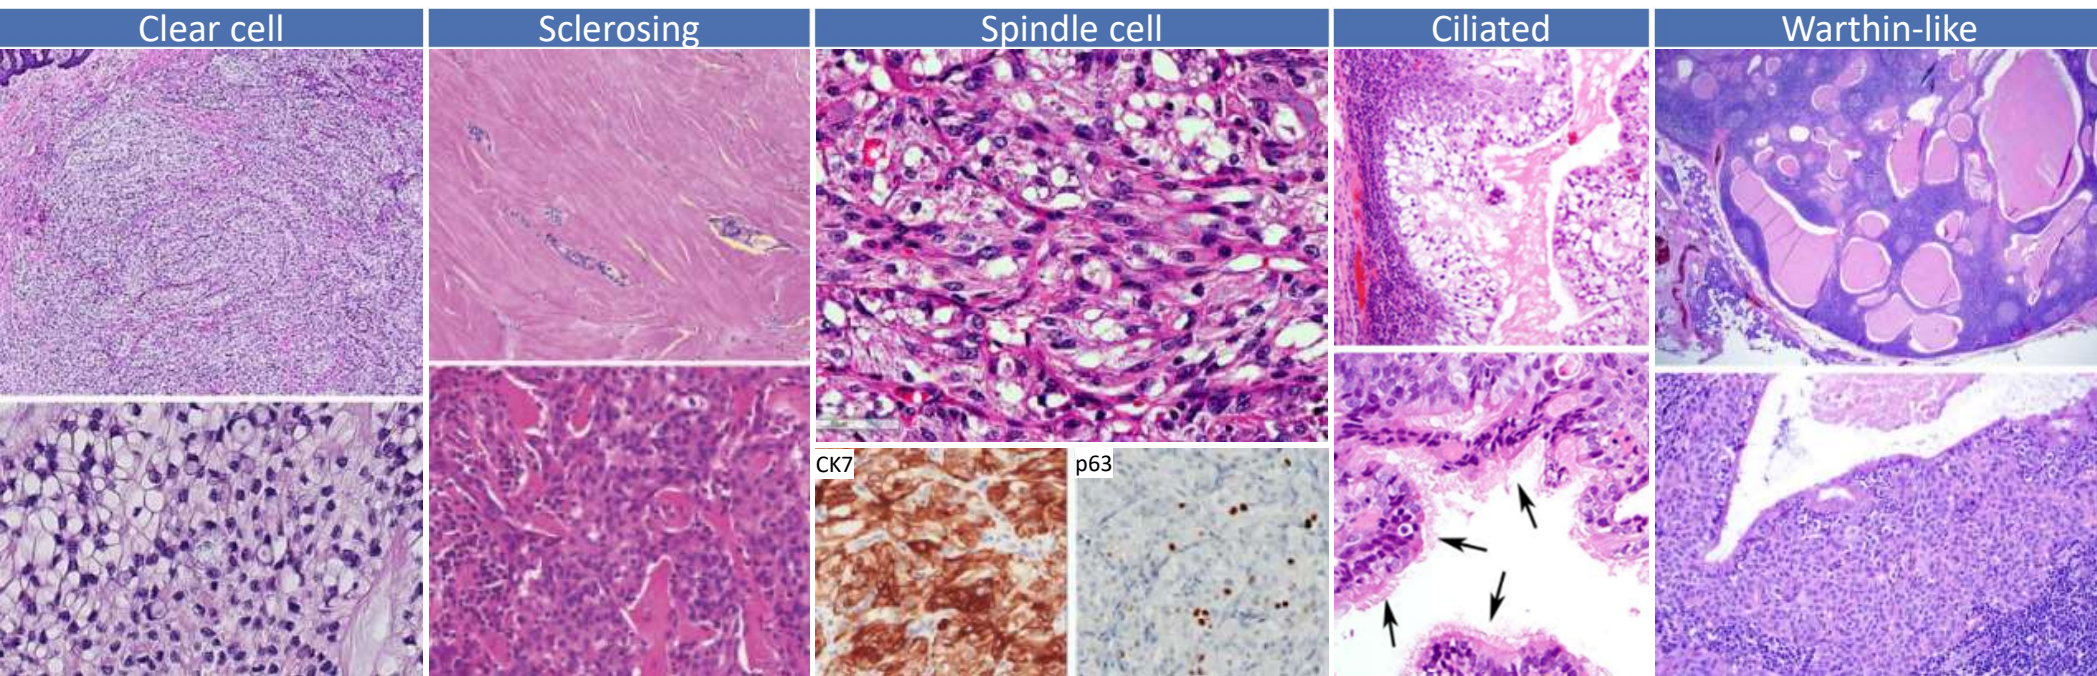 Clear cell
Sclerosing
Spindle cell
Ciliated
Warthin-like
CK7
p63